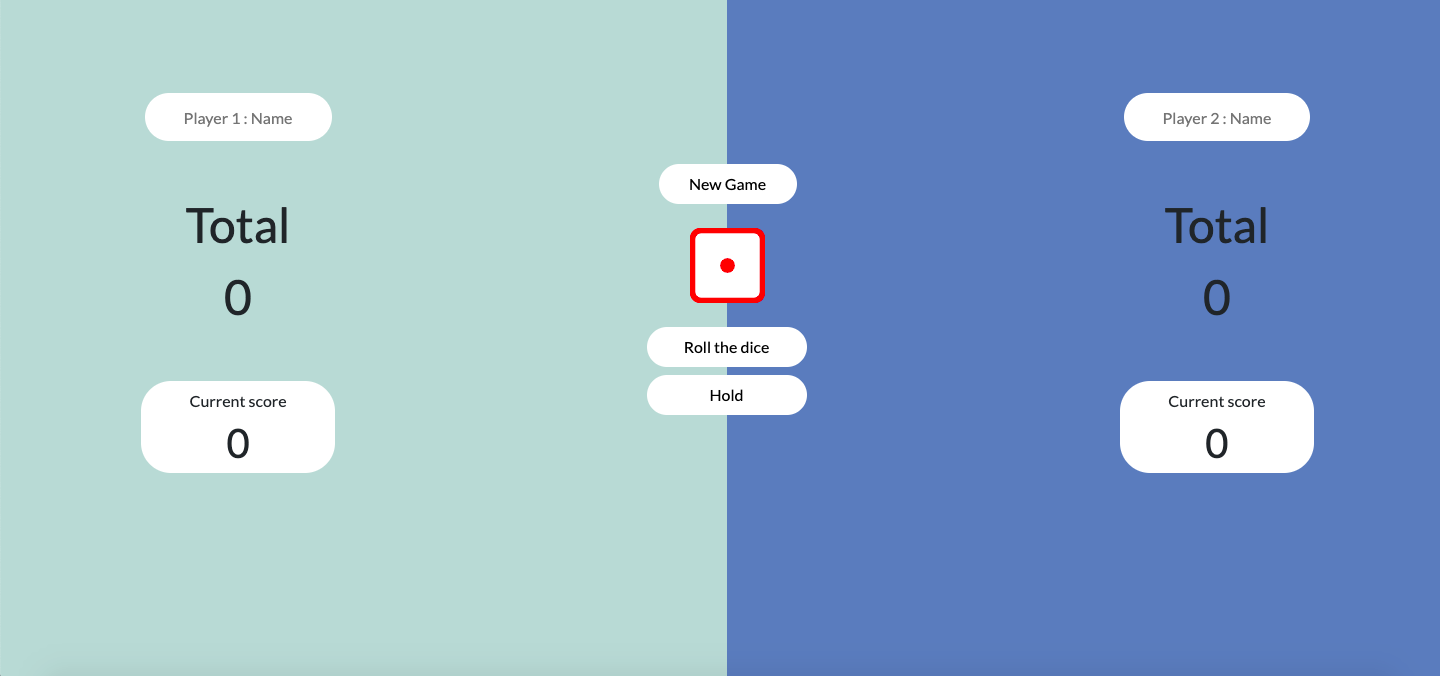 Player 1 : Name
Total
0
Current score
0
New Game
Roll the dice
Hold
Player 2 : Name
Total
0
Current score
0